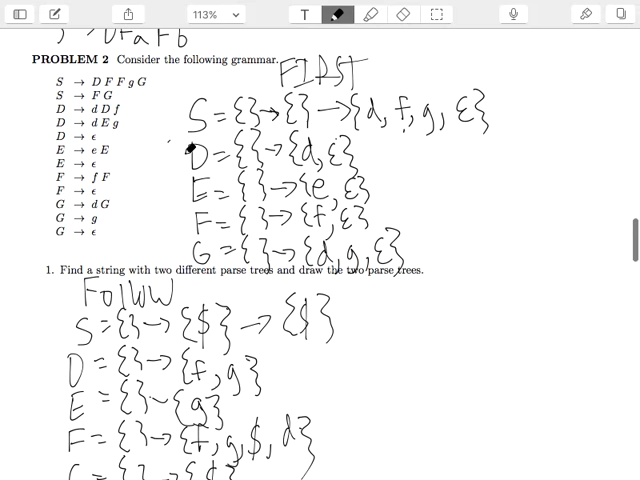 113%
T
D F a F b
PROBLEM 2 Consider the following grammar.
FIRST
S → D F F g G
S → F G
D → d D f
D → d E g
D → ϵ
E → e E
E → ϵ
F → f F
F → ϵ
G → d G
G → g
G → ϵ
S = {} → {} → {d, f, g, ε}
D = {} → {d, ε}
E = {} → {e, ε}
F = {} → {f, ε}
G = {} → {d, g, ε}
1. Find a string with two different parse trees and draw the two parse trees.
Follow
S = {} → {$} → {$}
D = {} → {f, g}
E = {} → {g}
F = {} → {f, g, $, d}
G = {} → {$}